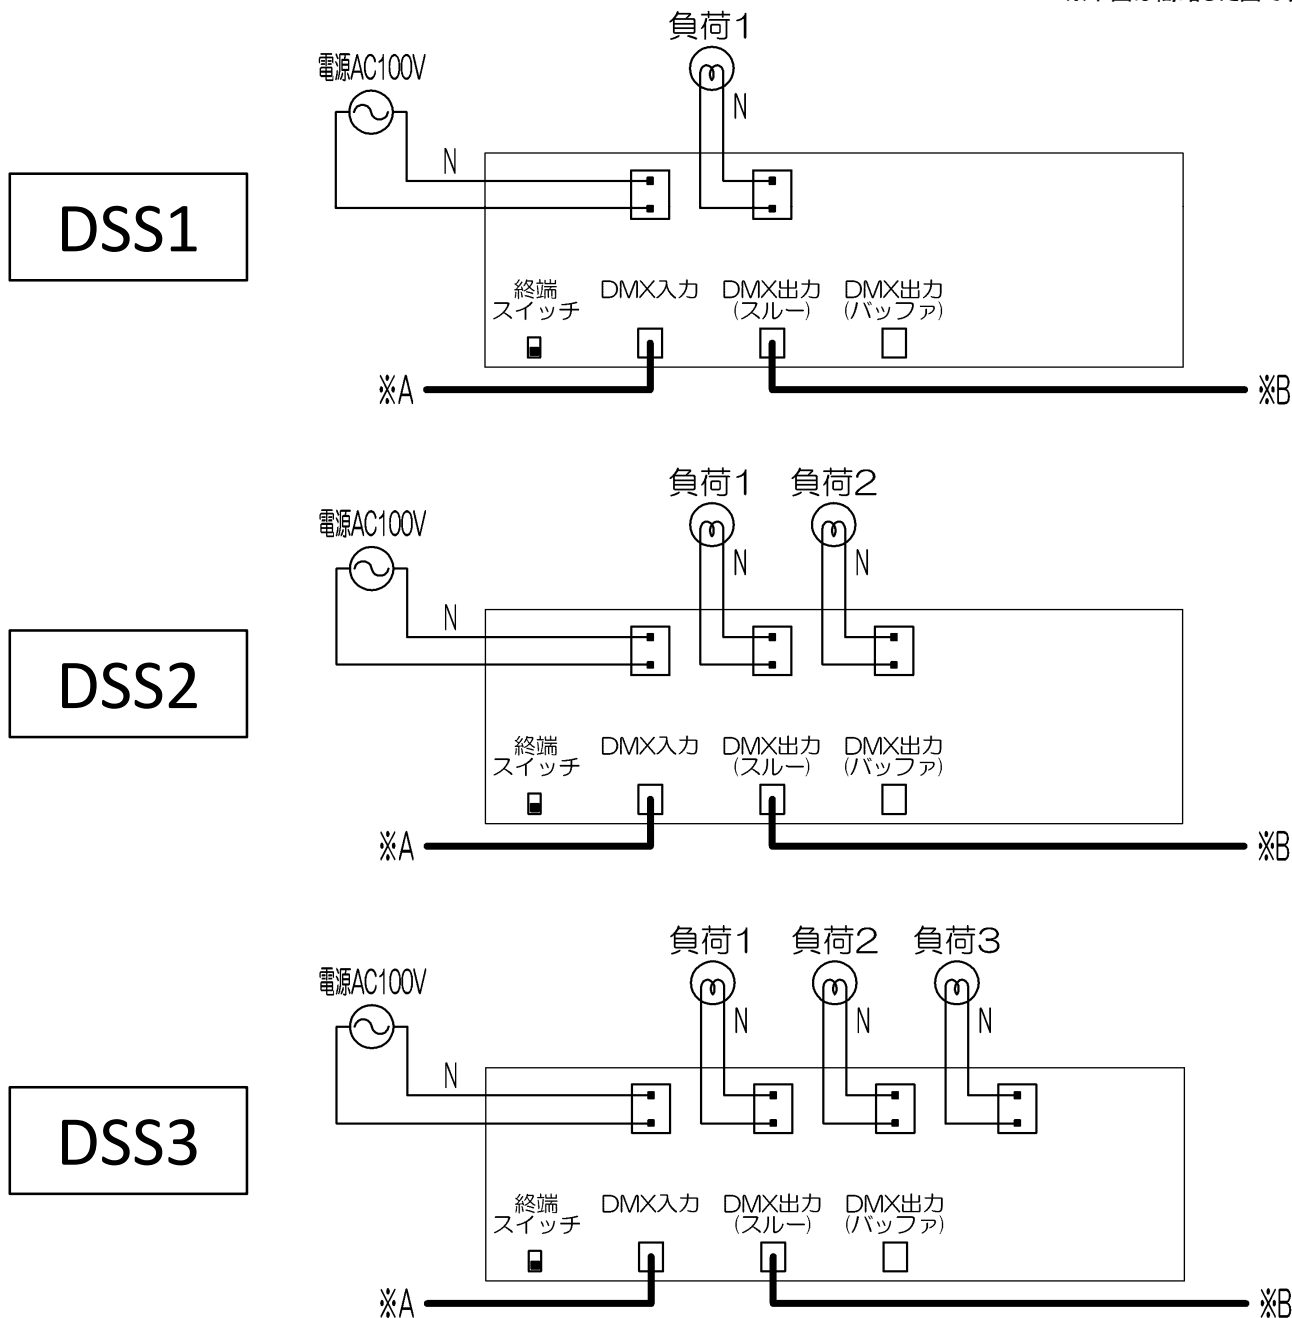 負荷1
電源AC100V
N
N
DSS1
終端
スイッチ
DMX入力
DMX出力
(スルー)
DMX出力
(バッファ)
※A
※B
負荷1
負荷2
電源AC100V
N
N
N
DSS2
終端
スイッチ
DMX入力
DMX出力
(スルー)
DMX出力
(バッファ)
※A
※B
負荷1
負荷2
負荷3
電源AC100V
N
N
N
N
DSS3
終端
スイッチ
DMX入力
DMX出力
(スルー)
DMX出力
(バッファ)
※A
※B